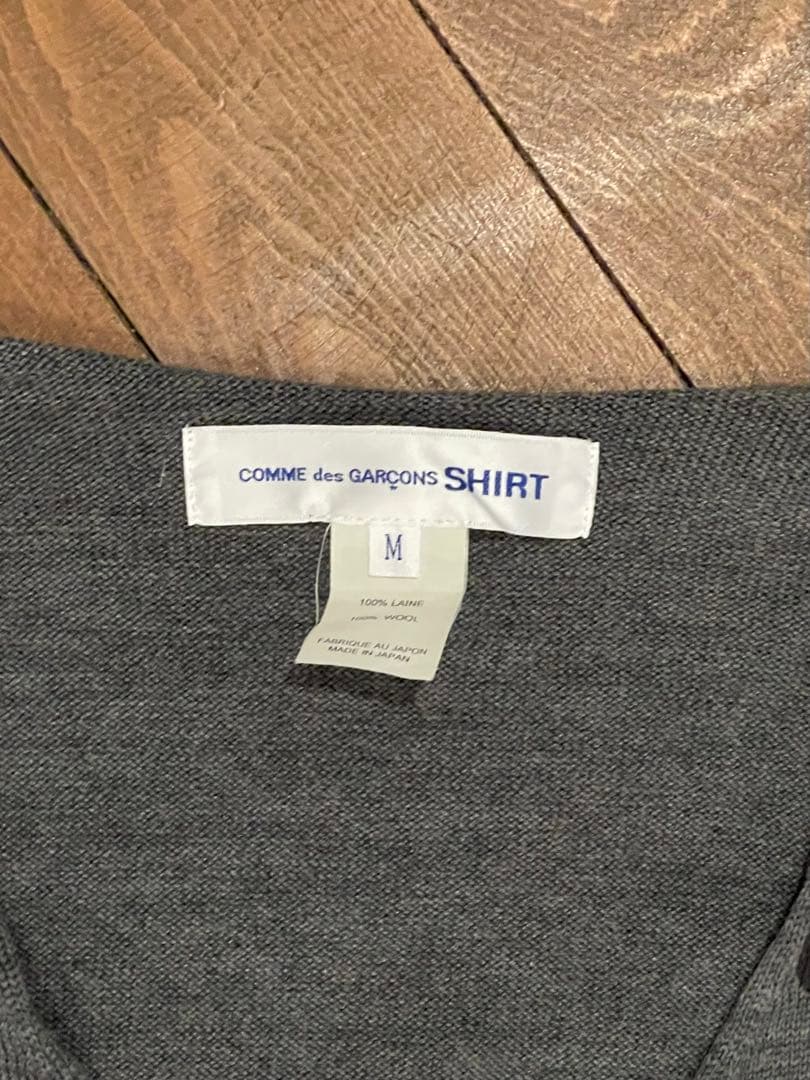 COMME des GARÇONS SHIRT
M
100% LAINE
100% WOOL
FABRIQUE AU JAPON
MADE IN JAPAN